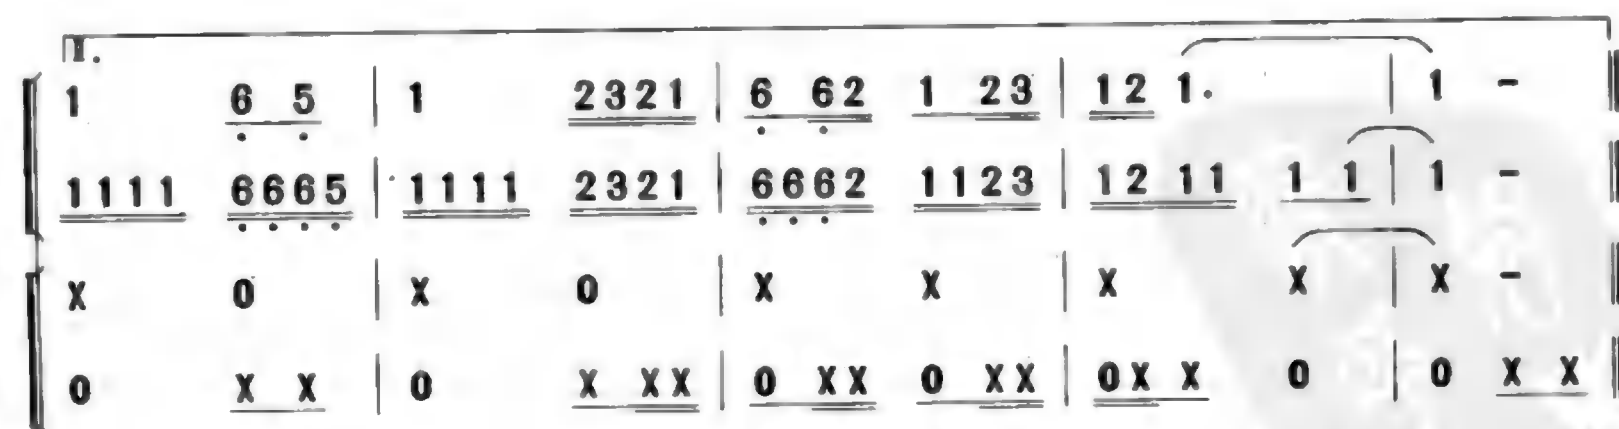 1.
1 6 5 | 1 2321 | 6 62 1 23 | 12 1. | 1 -
1111 6665 | 1111 2321 | 6662 1123 | 12 11 1 1 | 1 -
X 0 | X 0 | X X | X X | X -
0 X X | 0 X XX | 0 XX 0 XX | 0X X 0 | 0 X X